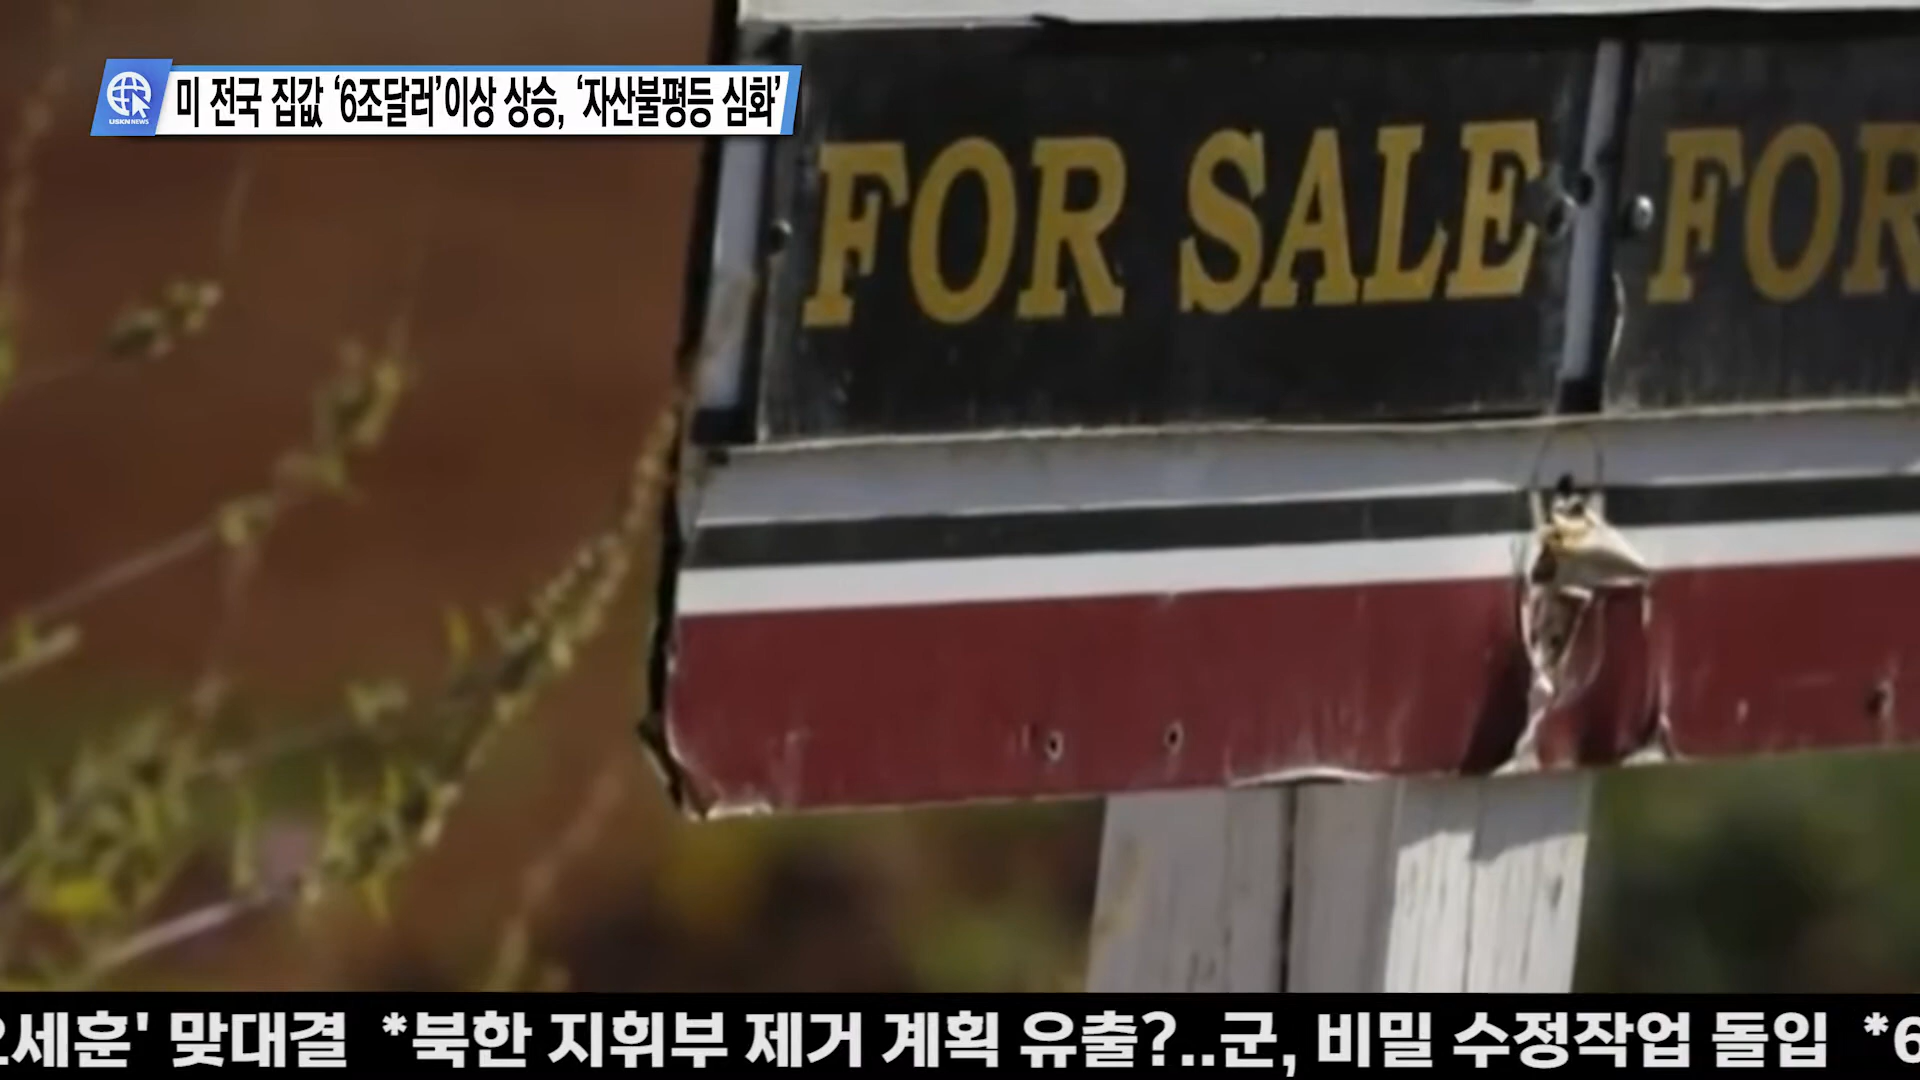 USKN NEWS
미 전국 집값 ‘6조달러’이상 상승, ‘자산불평등 심화’
FOR SALE FOR
세훈' 맞대결 *북한 지휘부 제거 계획 유출?..군, 비밀 수정작업 돌입 *6